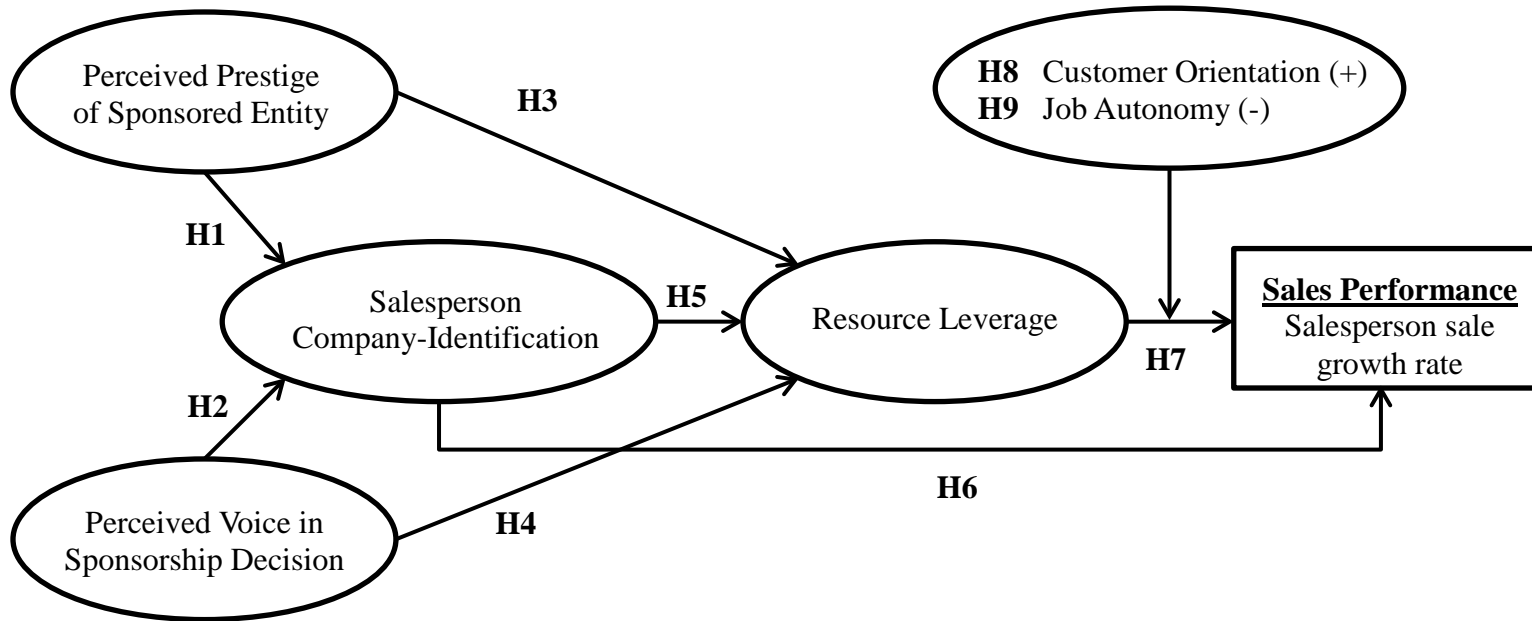 Perceived Prestige
of Sponsored Entity
H8 Customer Orientation (+)
H9 Job Autonomy (-)
H3
H1
Salesperson
Company-Identification
H5
Resource Leverage
H7
Sales Performance
Salesperson sale
growth rate
H2
H6
H4
Perceived Voice in
Sponsorship Decision